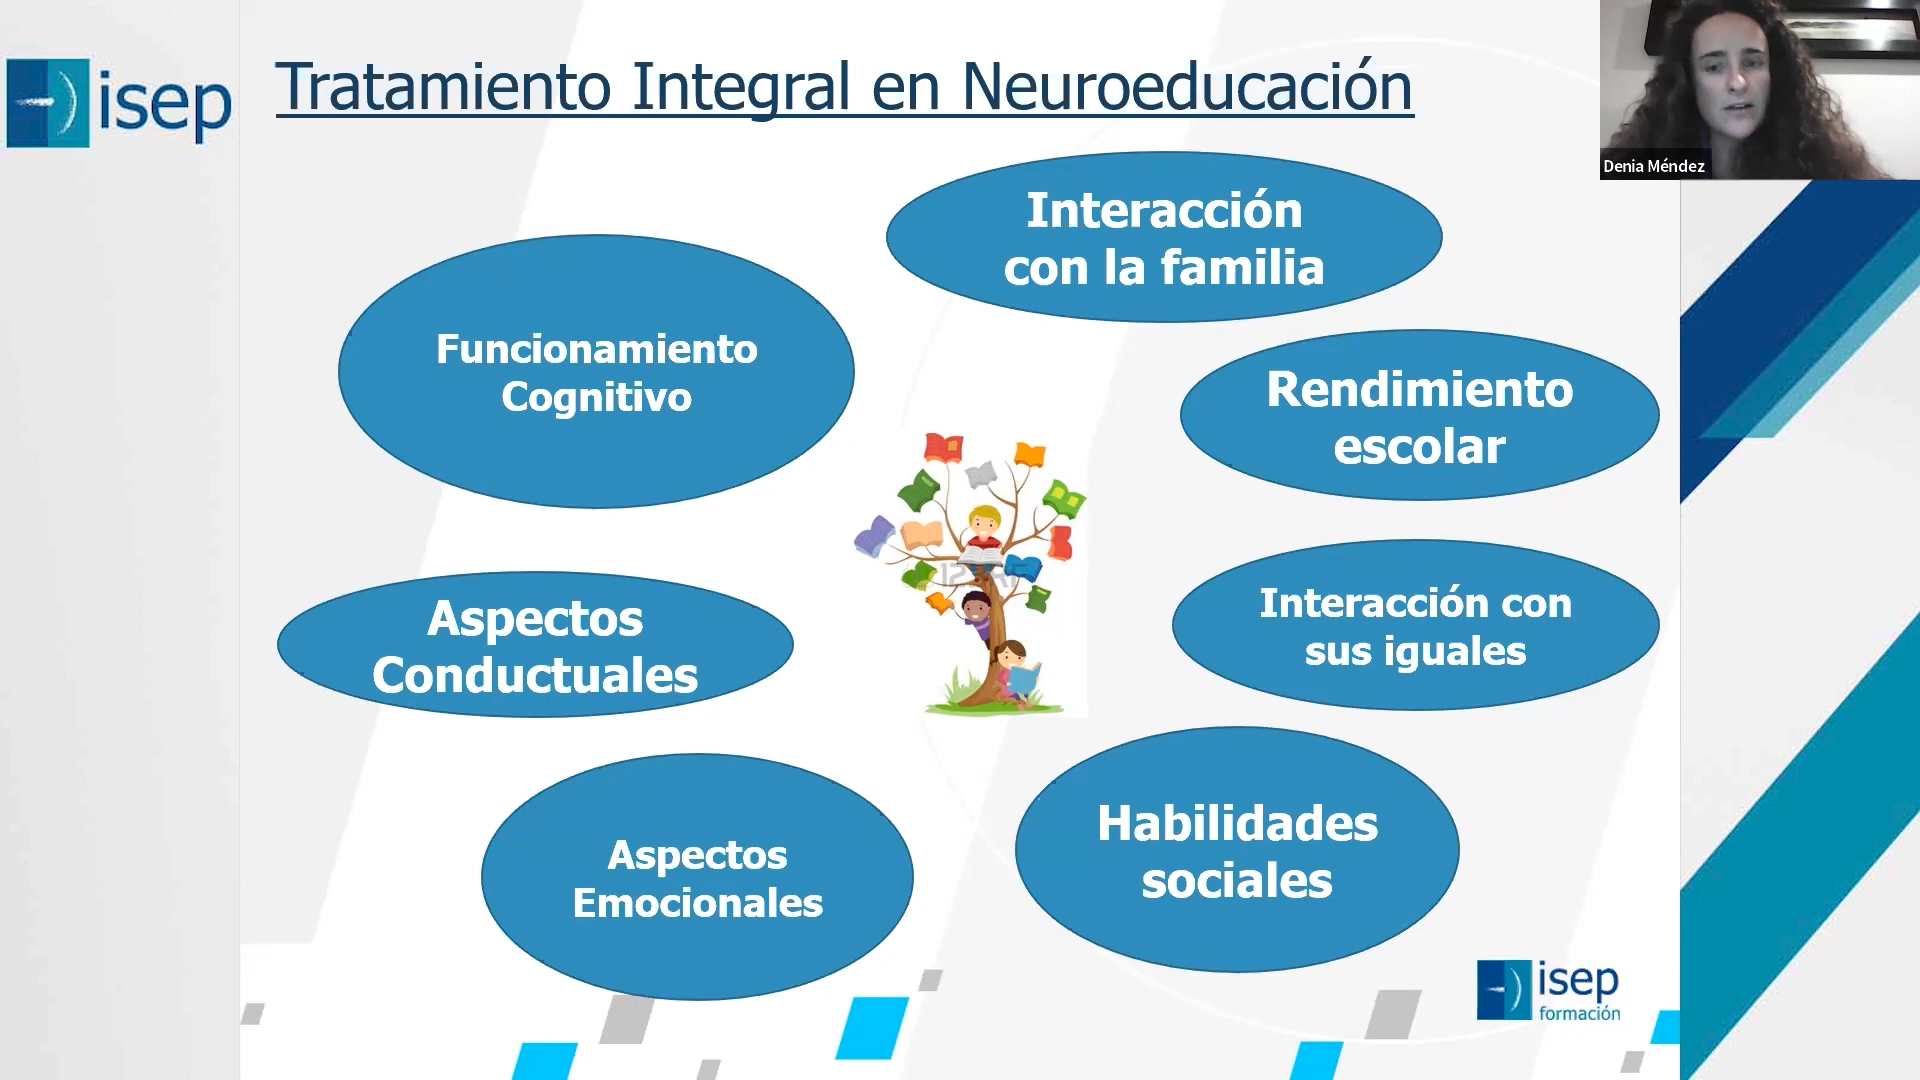 isep
Tratamiento Integral en Neuroeducación
Denia Méndez
Interacción
con la familia
Funcionamiento
Cognitivo
Rendimiento
escolar
Interacción con
sus iguales
Aspectos
Conductuales
Habilidades
sociales
Aspectos
Emocionales
isep
formación